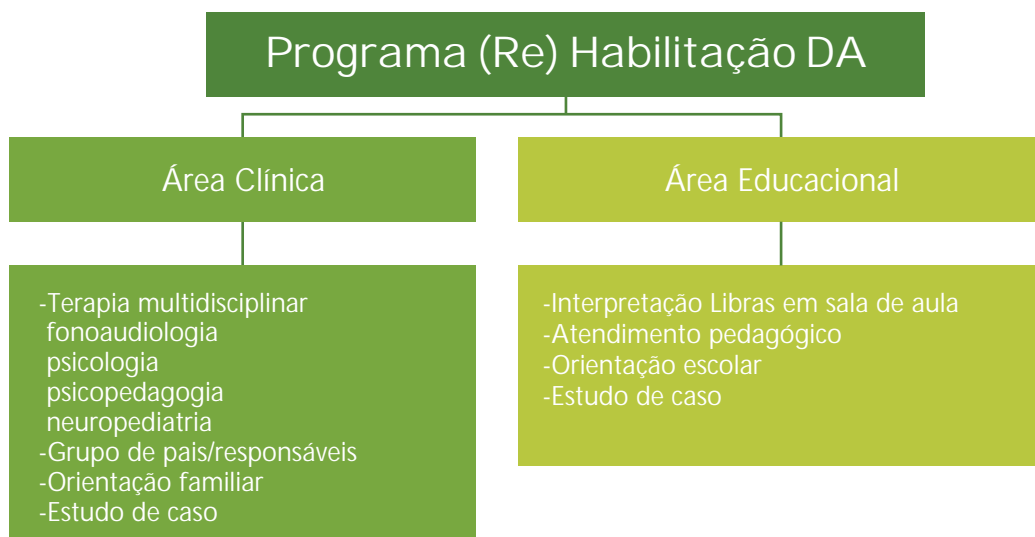 Programa (Re) Habilitação DA
Área Clínica
Área Educacional
-Terapia multidisciplinar
fonoaudiologia
psicologia
psicopedagogia
neuropediatria
-Grupo de pais/responsáveis
-Orientação familiar
-Estudo de caso
-Interpretação Libras em sala de aula
-Atendimento pedagógico
-Orientação escolar
-Estudo de caso